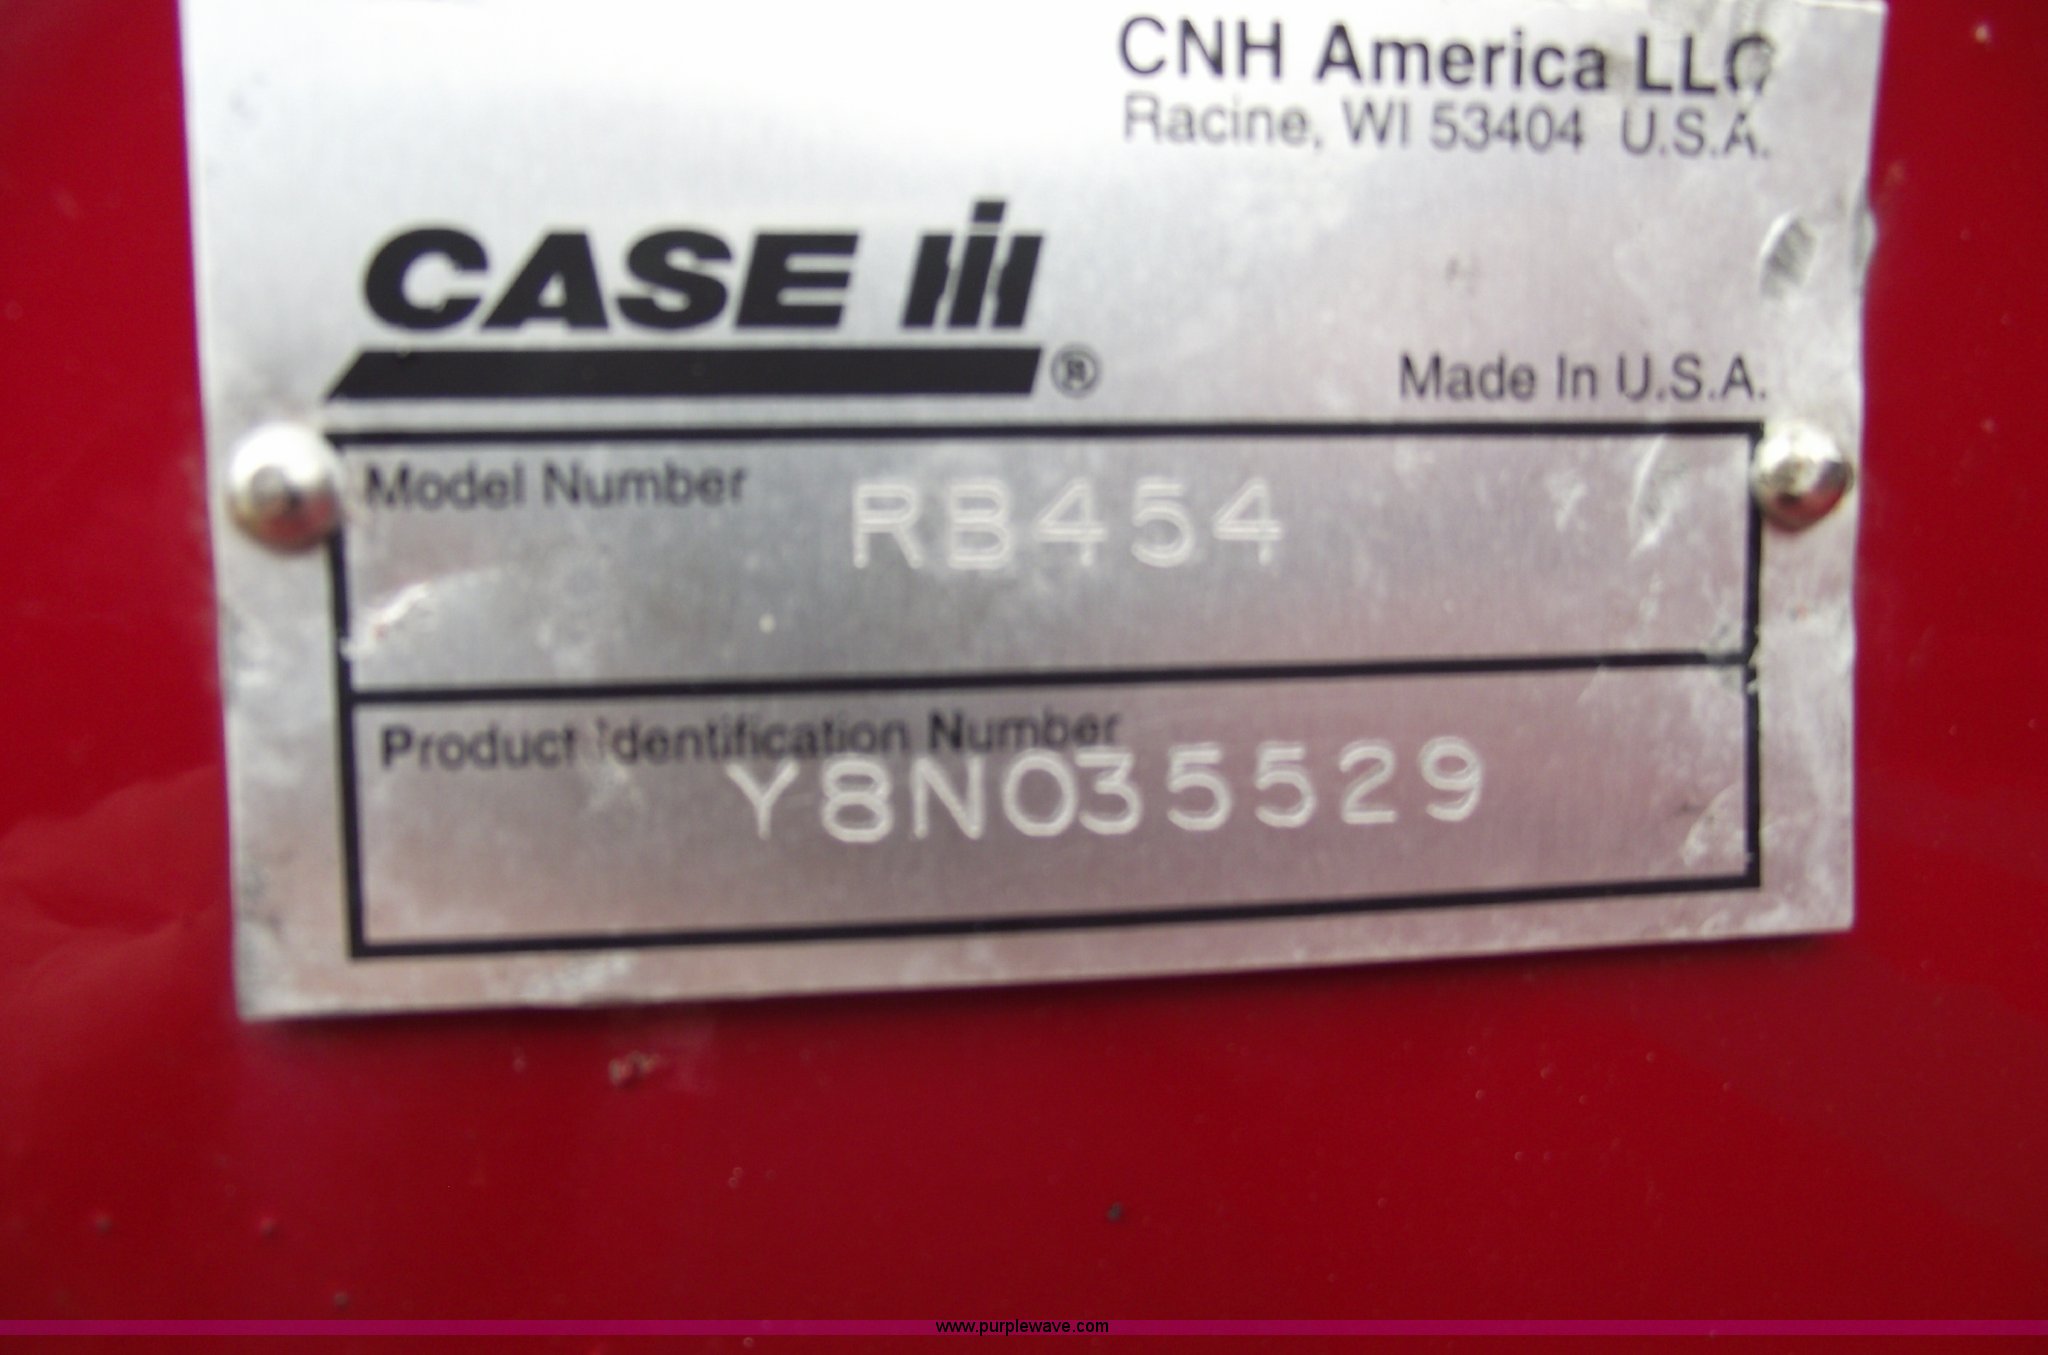 CNH America LLC
Racine, WI 53404 U.S.A.
CASE IH ®
Made In U.S.A.
Model Number
RB454
Product Identification Number
Y8N035529
www.purplewave.com